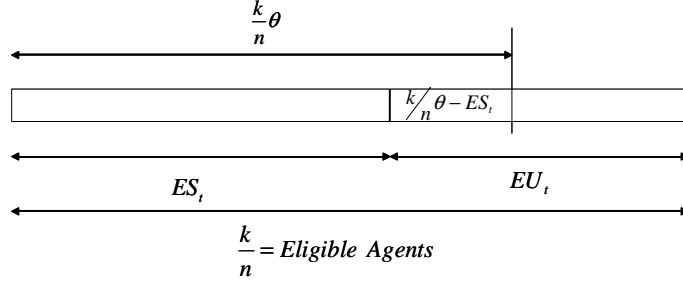 k/n θ
k/n θ − ES_t
ES_t
EU_t
k/n = Eligible Agents